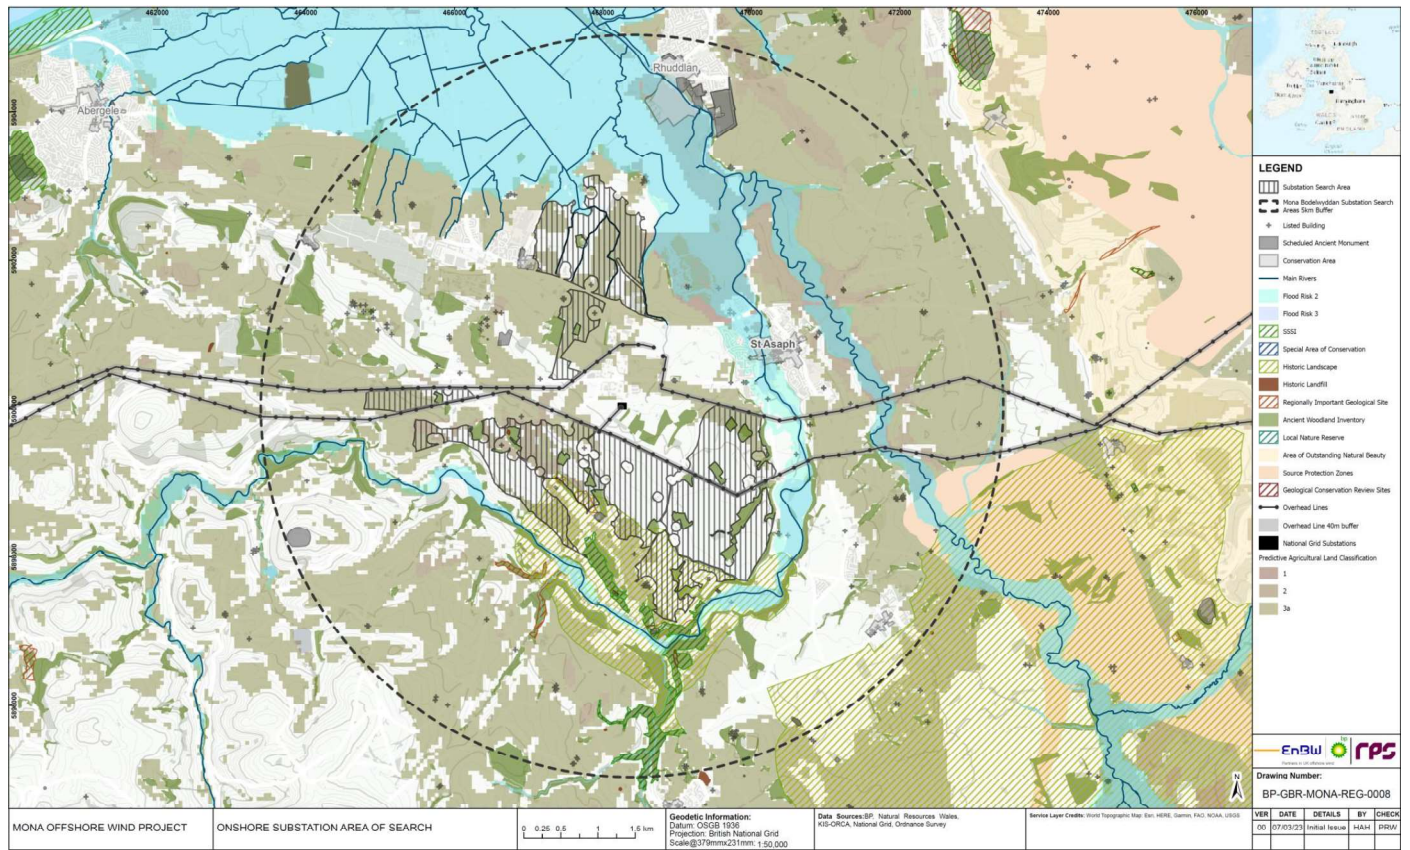 462000
464000
466000
468000
470000
472000
474000
476000
Rhuddlan
Abergele
St Asaph
LEGEND
Substation Search Area
Mona Bodelwyddan Substation Search
Areas 5km Buffer
Listed Building
Scheduled Ancient Monument
Conservation Area
Main Rivers
Flood Risk 2
Flood Risk 3
SSSI
Special Area of Conservation
Historic Landscape
Historic Landfill
Regionally Important Geological Site
Ancient Woodland Inventory
Local Nature Reserve
Area of Outstanding Natural Beauty
Source Protection Zones
Geological Conservation Review Sites
Overhead Lines
Overhead Line 40m buffer
National Grid Substations
Predictive Agricultural Land Classification
1
2
3a
N
EnBW
bp
rps
Partners in UK offshore wind
Drawing Number:
BP-GBR-MONA-REG-0008
MONA OFFSHORE WIND PROJECT
ONSHORE SUBSTATION AREA OF SEARCH
0 0.25 0.5 1 1.5 km
Geodetic Information:
Datum: OSGB 1936
Projection: British National Grid
Scale@379mmx231mm: 1:50,000
Data Sources:BP, Natural Resources Wales,
KIS-ORCA, National Grid, Ordnance Survey
Service Layer Credits: World Topographic Map: Esri, HERE, Garmin, FAO, NOAA, USGS
VER DATE DETAILS BY CHECK
00 07/03/23 Initial Issue HAH PRW